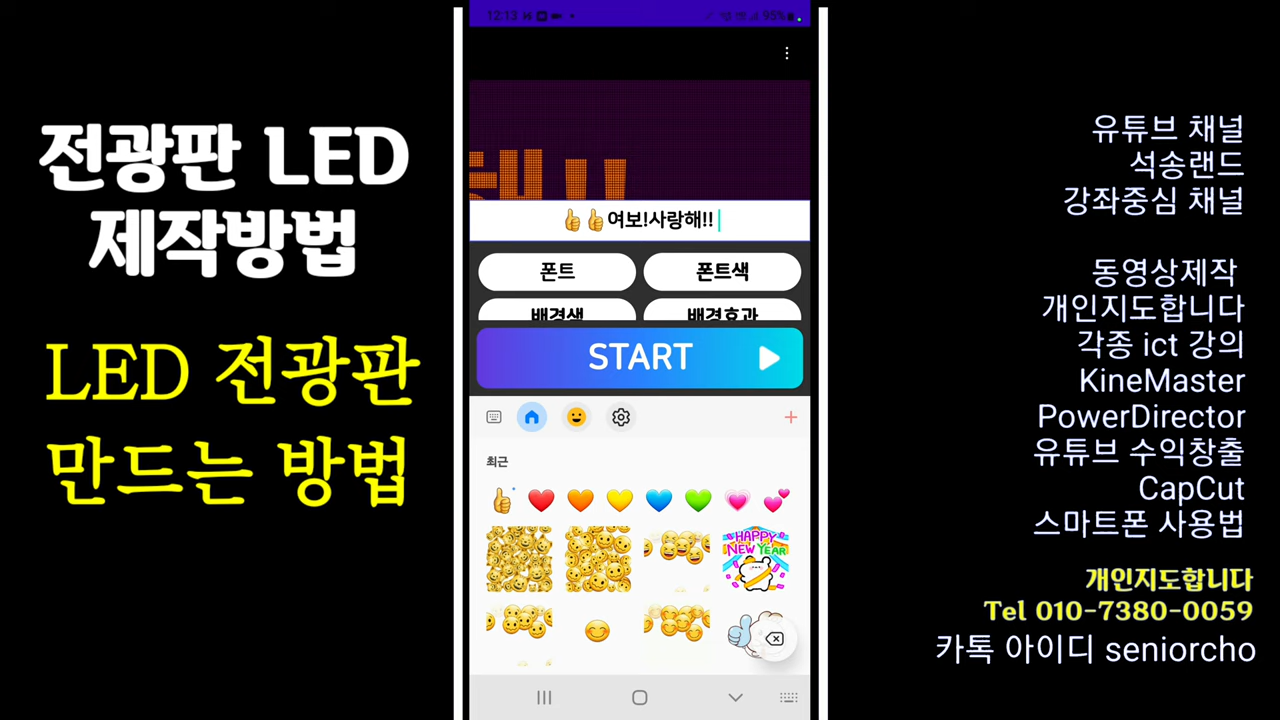 전광판 LED
제작방법
LED 전광판
만드는 방법
12:13
95%
👍👍여보!사랑해!!
폰트
폰트색
배경색
배경효과
START
최근
HAPPY
NEW YEAR
유튜브 채널
석송랜드
강좌중심 채널
동영상제작
개인지도합니다
각종 ict 강의
KineMaster
PowerDirector
유튜브 수익창출
CapCut
스마트폰 사용법
개인지도합니다
Tel 010-7380-0059
카톡 아이디 seniorcho